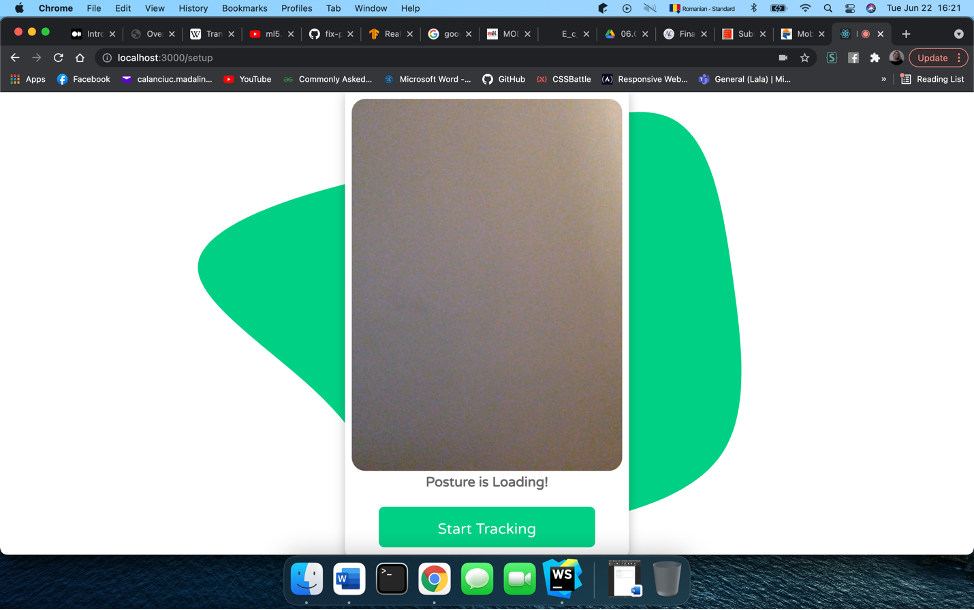 Chrome File Edit View History Bookmarks Profiles Tab Window Help
Romanian - Standard
Tue Jun 22 16:21
Intro
Ove
Tran
ml5.
fix-p
Real
goo
MO
E_c
06.
Fina
Sub
Mob
localhost:3000/setup
Update
Apps Facebook calanciuc.madalin... YouTube Commonly Asked... Microsoft Word -... GitHub CSSBattle Responsive Web... General (Lala) | Mi... » Reading List
Posture is Loading!
Start Tracking
W
WS